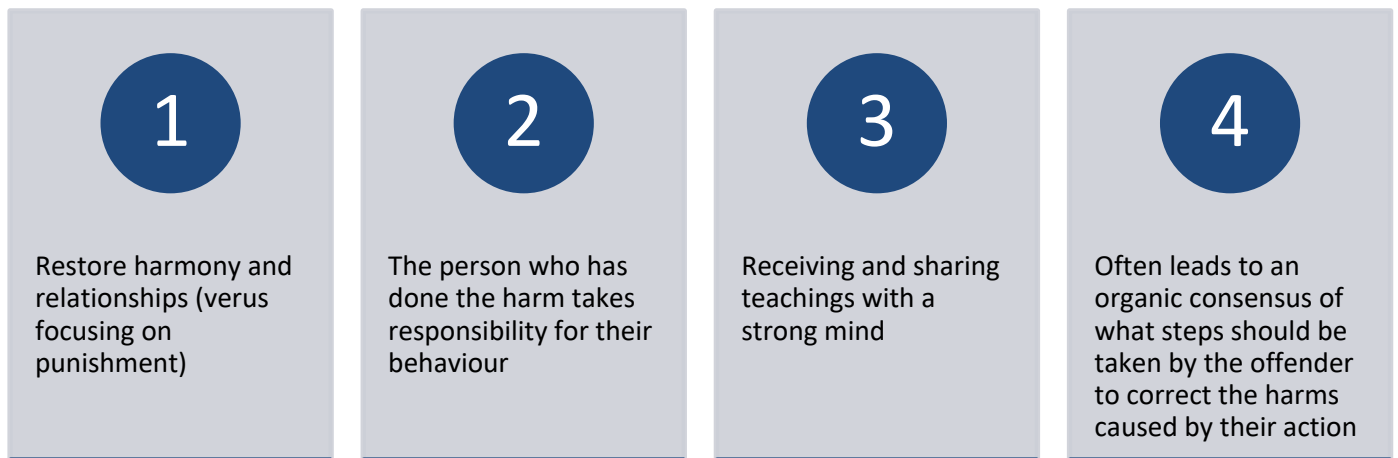 1
Restore harmony and
relationships (verus
focusing on
punishment)
2
The person who has
done the harm takes
responsibility for their
behaviour
3
Receiving and sharing
teachings with a
strong mind
4
Often leads to an
organic consensus of
what steps should be
taken by the offender
to correct the harms
caused by their action